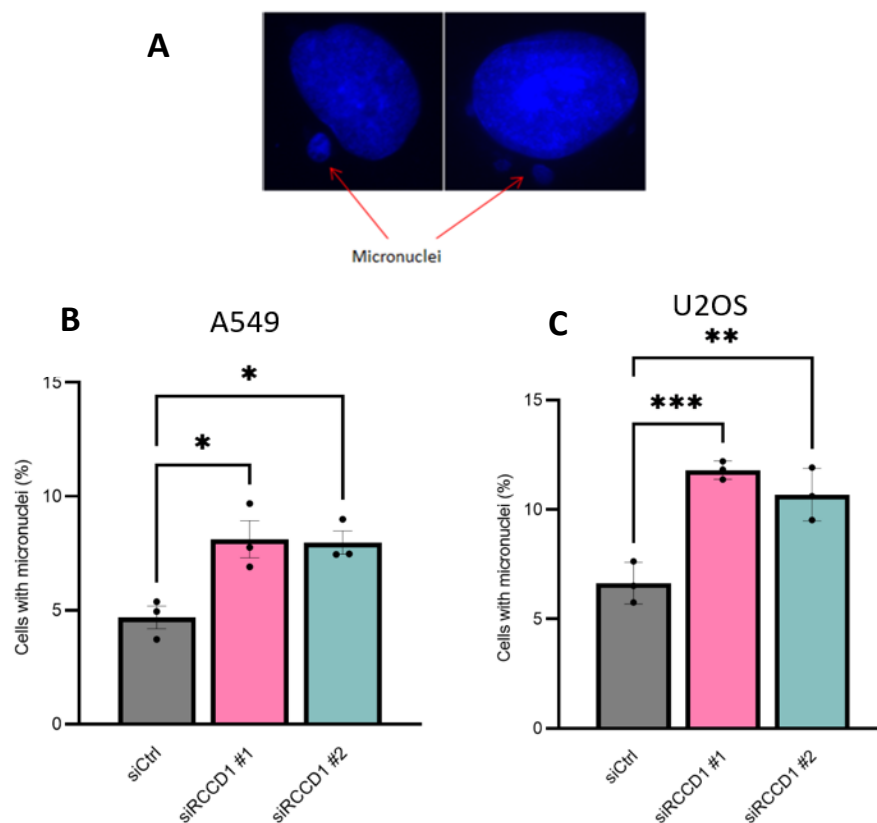 A
Micronuclei
B
A549
*
*
Cells with micronuclei (%)
15
10
5
0
siCtrl
siRCCD1 #1
siRCCD1 #2
C
U2OS
**
***
Cells with micronuclei (%)
15
10
5
0
siCtrl
siRCCD1 #1
siRCCD1 #2